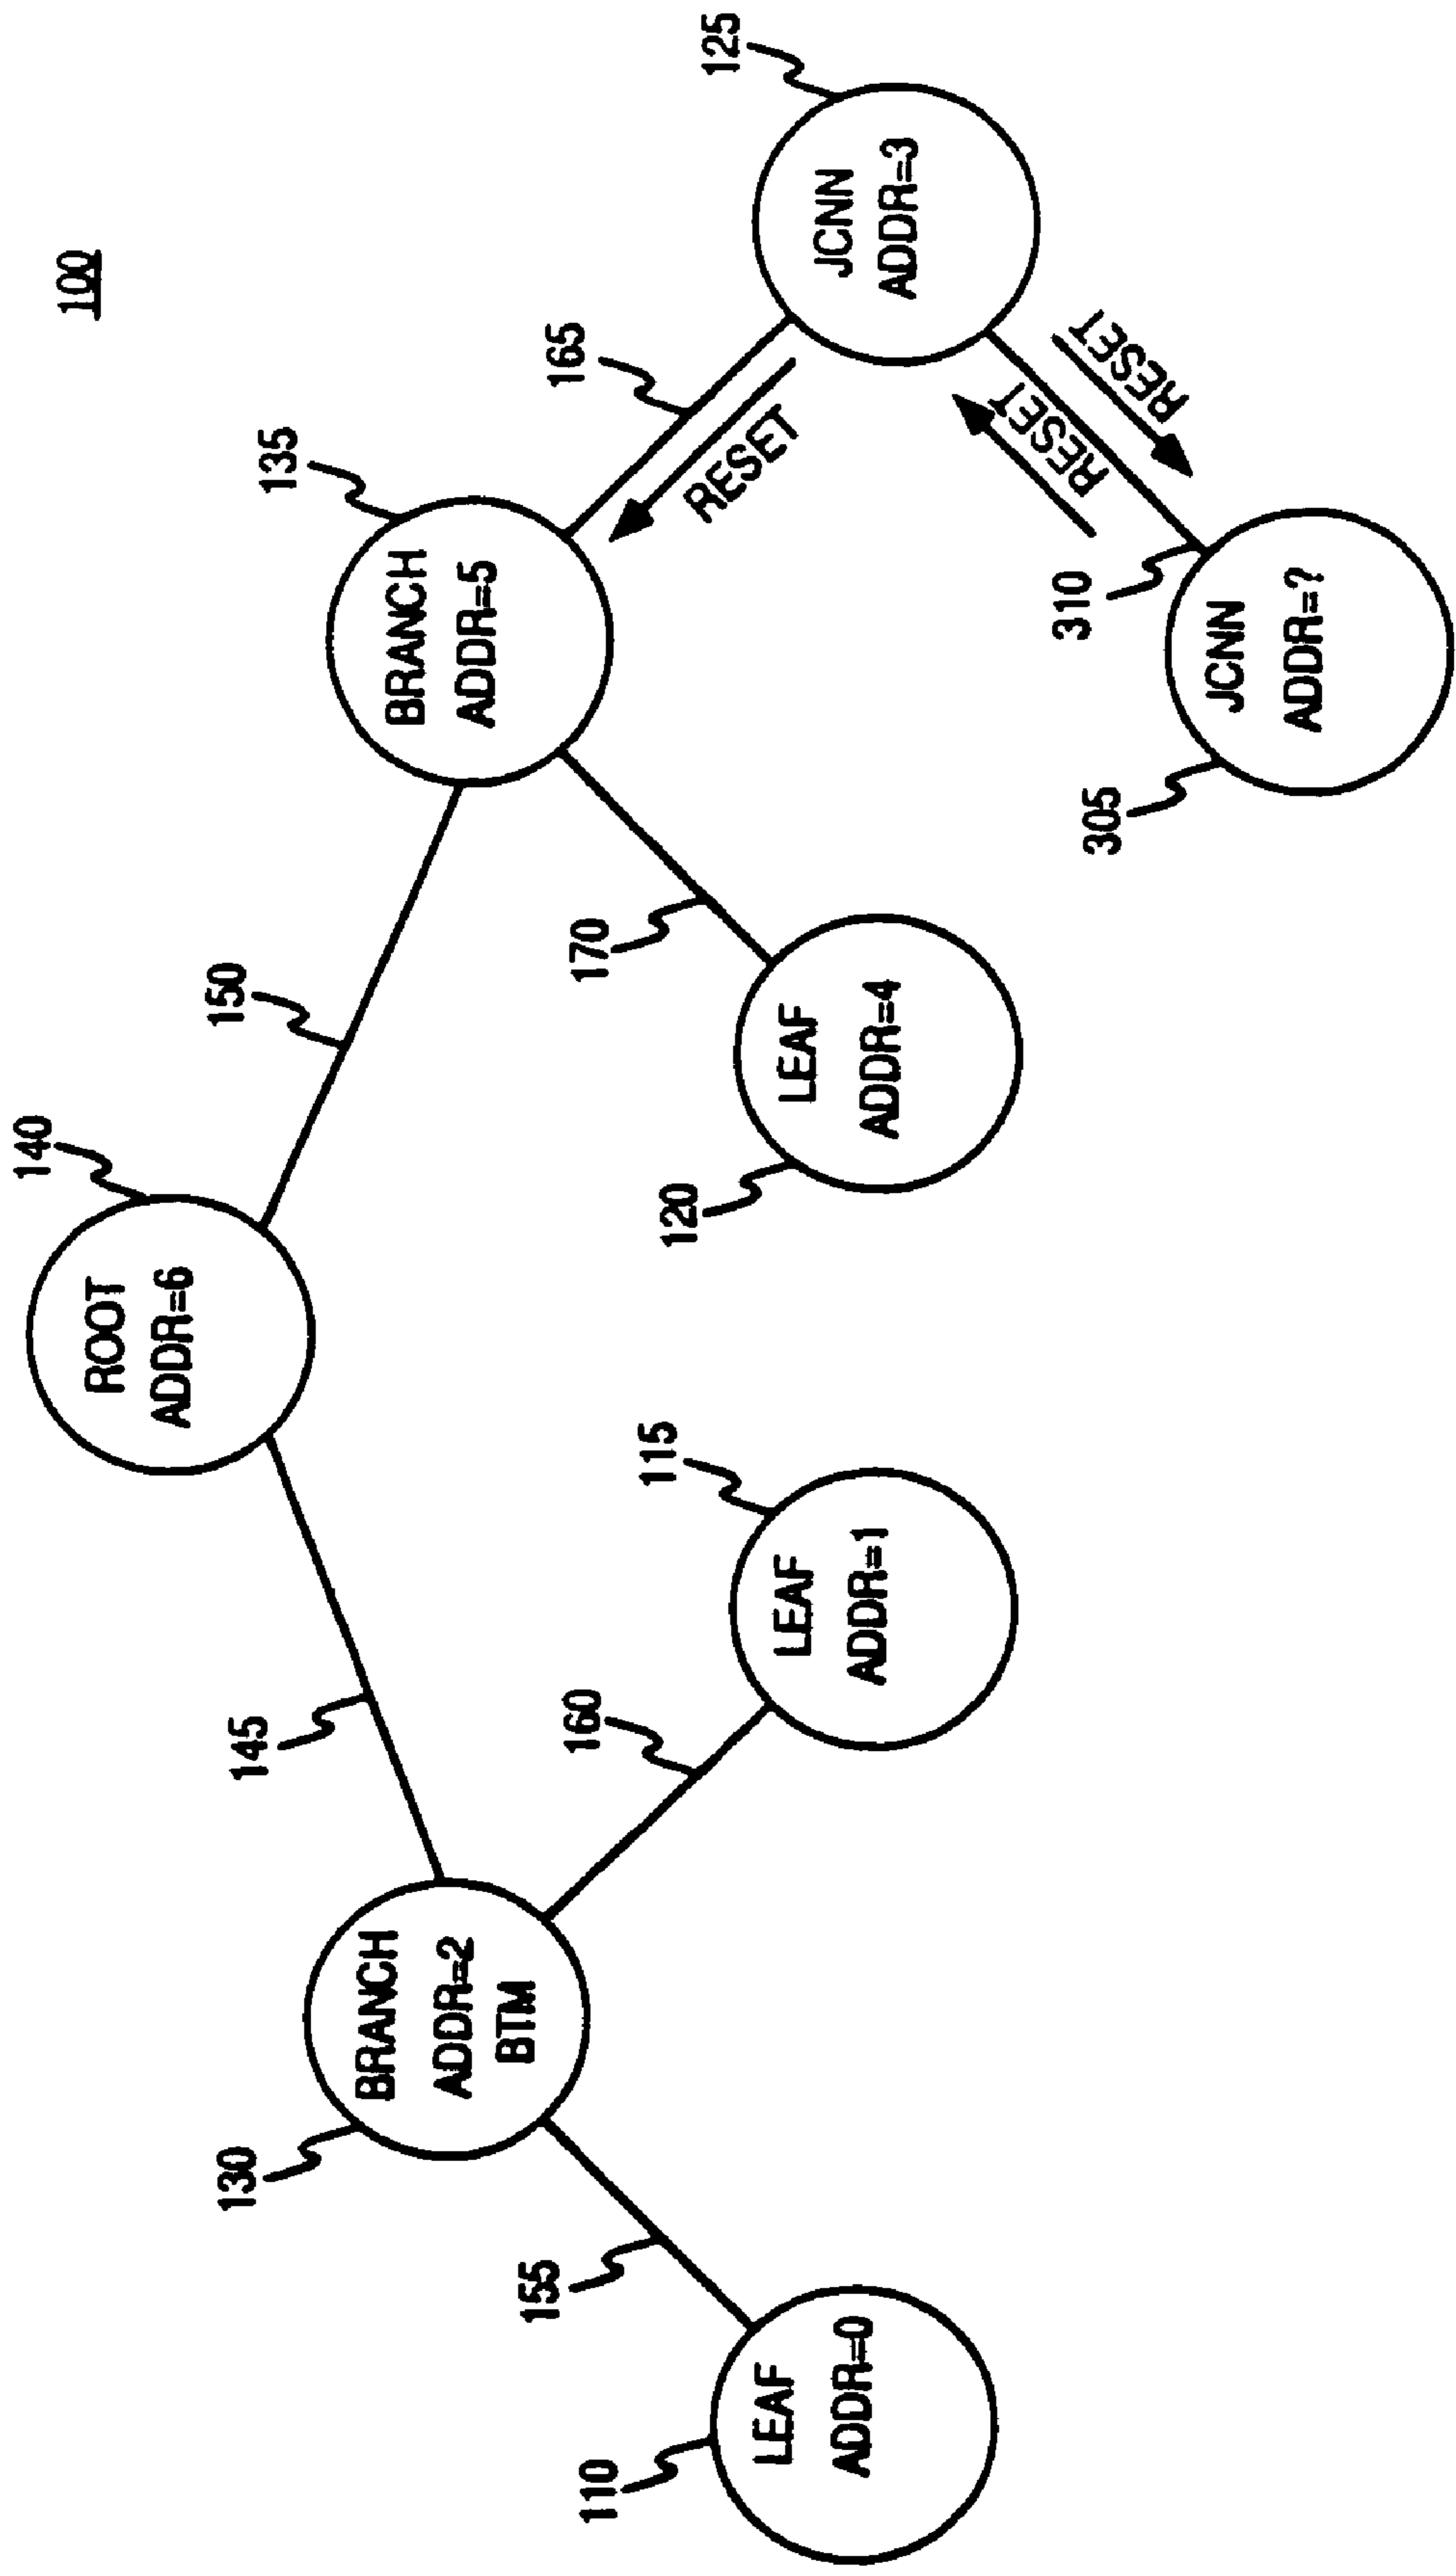 100
140
ROOT
ADDR=6
145
150
130
BRANCH
ADDR=2
BTM
135
BRANCH
ADDR=5
155
160
170
165
RESET
110
LEAF
ADDR=0
115
LEAF
ADDR=1
120
LEAF
ADDR=4
125
JCNN
ADDR=3
RESET
RESET
310
305
JCNN
ADDR=?